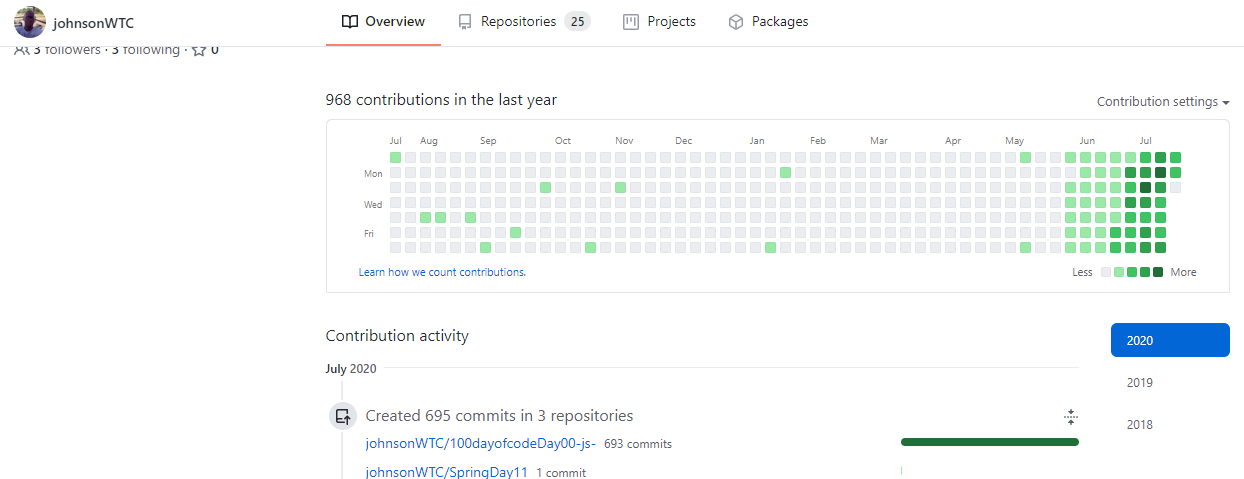 johnsonWTC
Overview
Repositories 25
Projects
Packages
3 followers · 3 following · 0
968 contributions in the last year
Contribution settings
Jul Aug Sep Oct Nov Dec Jan Feb Mar Apr May Jun Jul
Mon
Wed
Fri
Learn how we count contributions.
Less More
Contribution activity
2020
2019
2018
July 2020
Created 695 commits in 3 repositories
johnsonWTC/100dayofcodeDay00-js- 693 commits
johnsonWTC/SpringDay11 1 commit